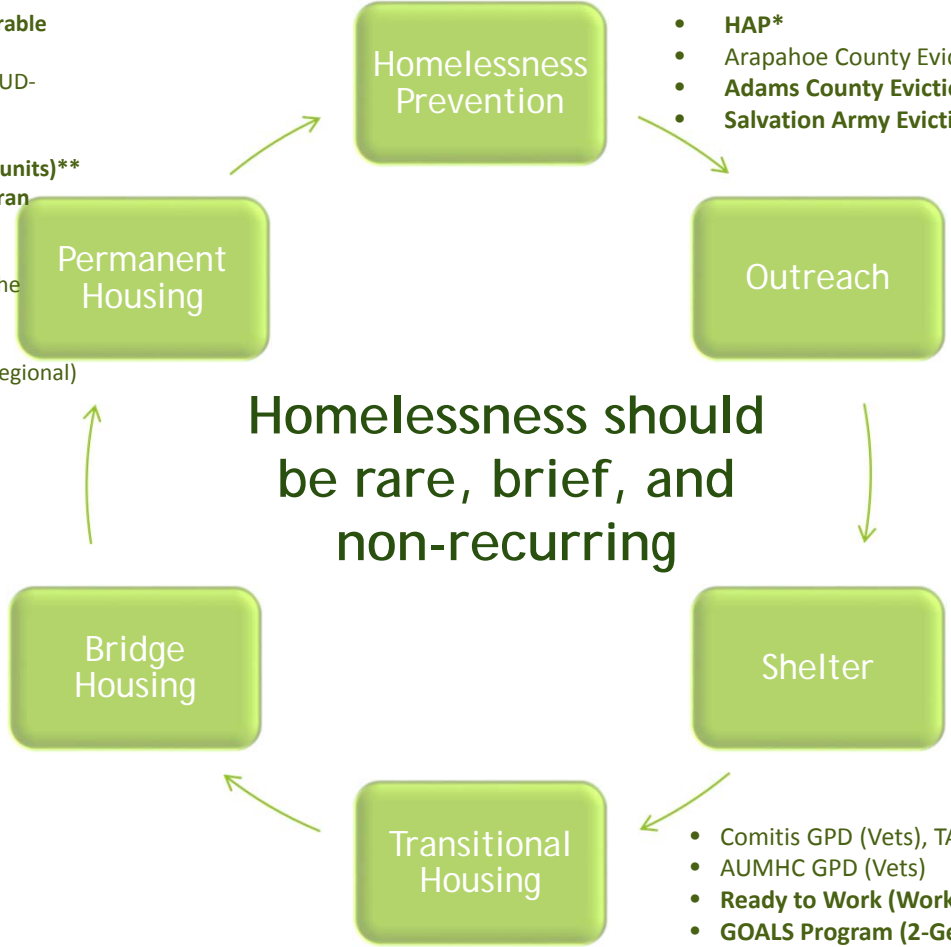 rable
UD-
units)**
ran
he
egional)
• HAP*
• Arapahoe County Evic
• Adams County Evicti
• Salvation Army Evicti
Homelessness
Prevention
Outreach
Shelter
Transitional
Housing
Bridge
Housing
Permanent
Housing
Homelessness should
be rare, brief, and
non-recurring
• Comitis GPD (Vets), TA
• AUMHC GPD (Vets)
• Ready to Work (Work
• GOALS Program (2-Ge